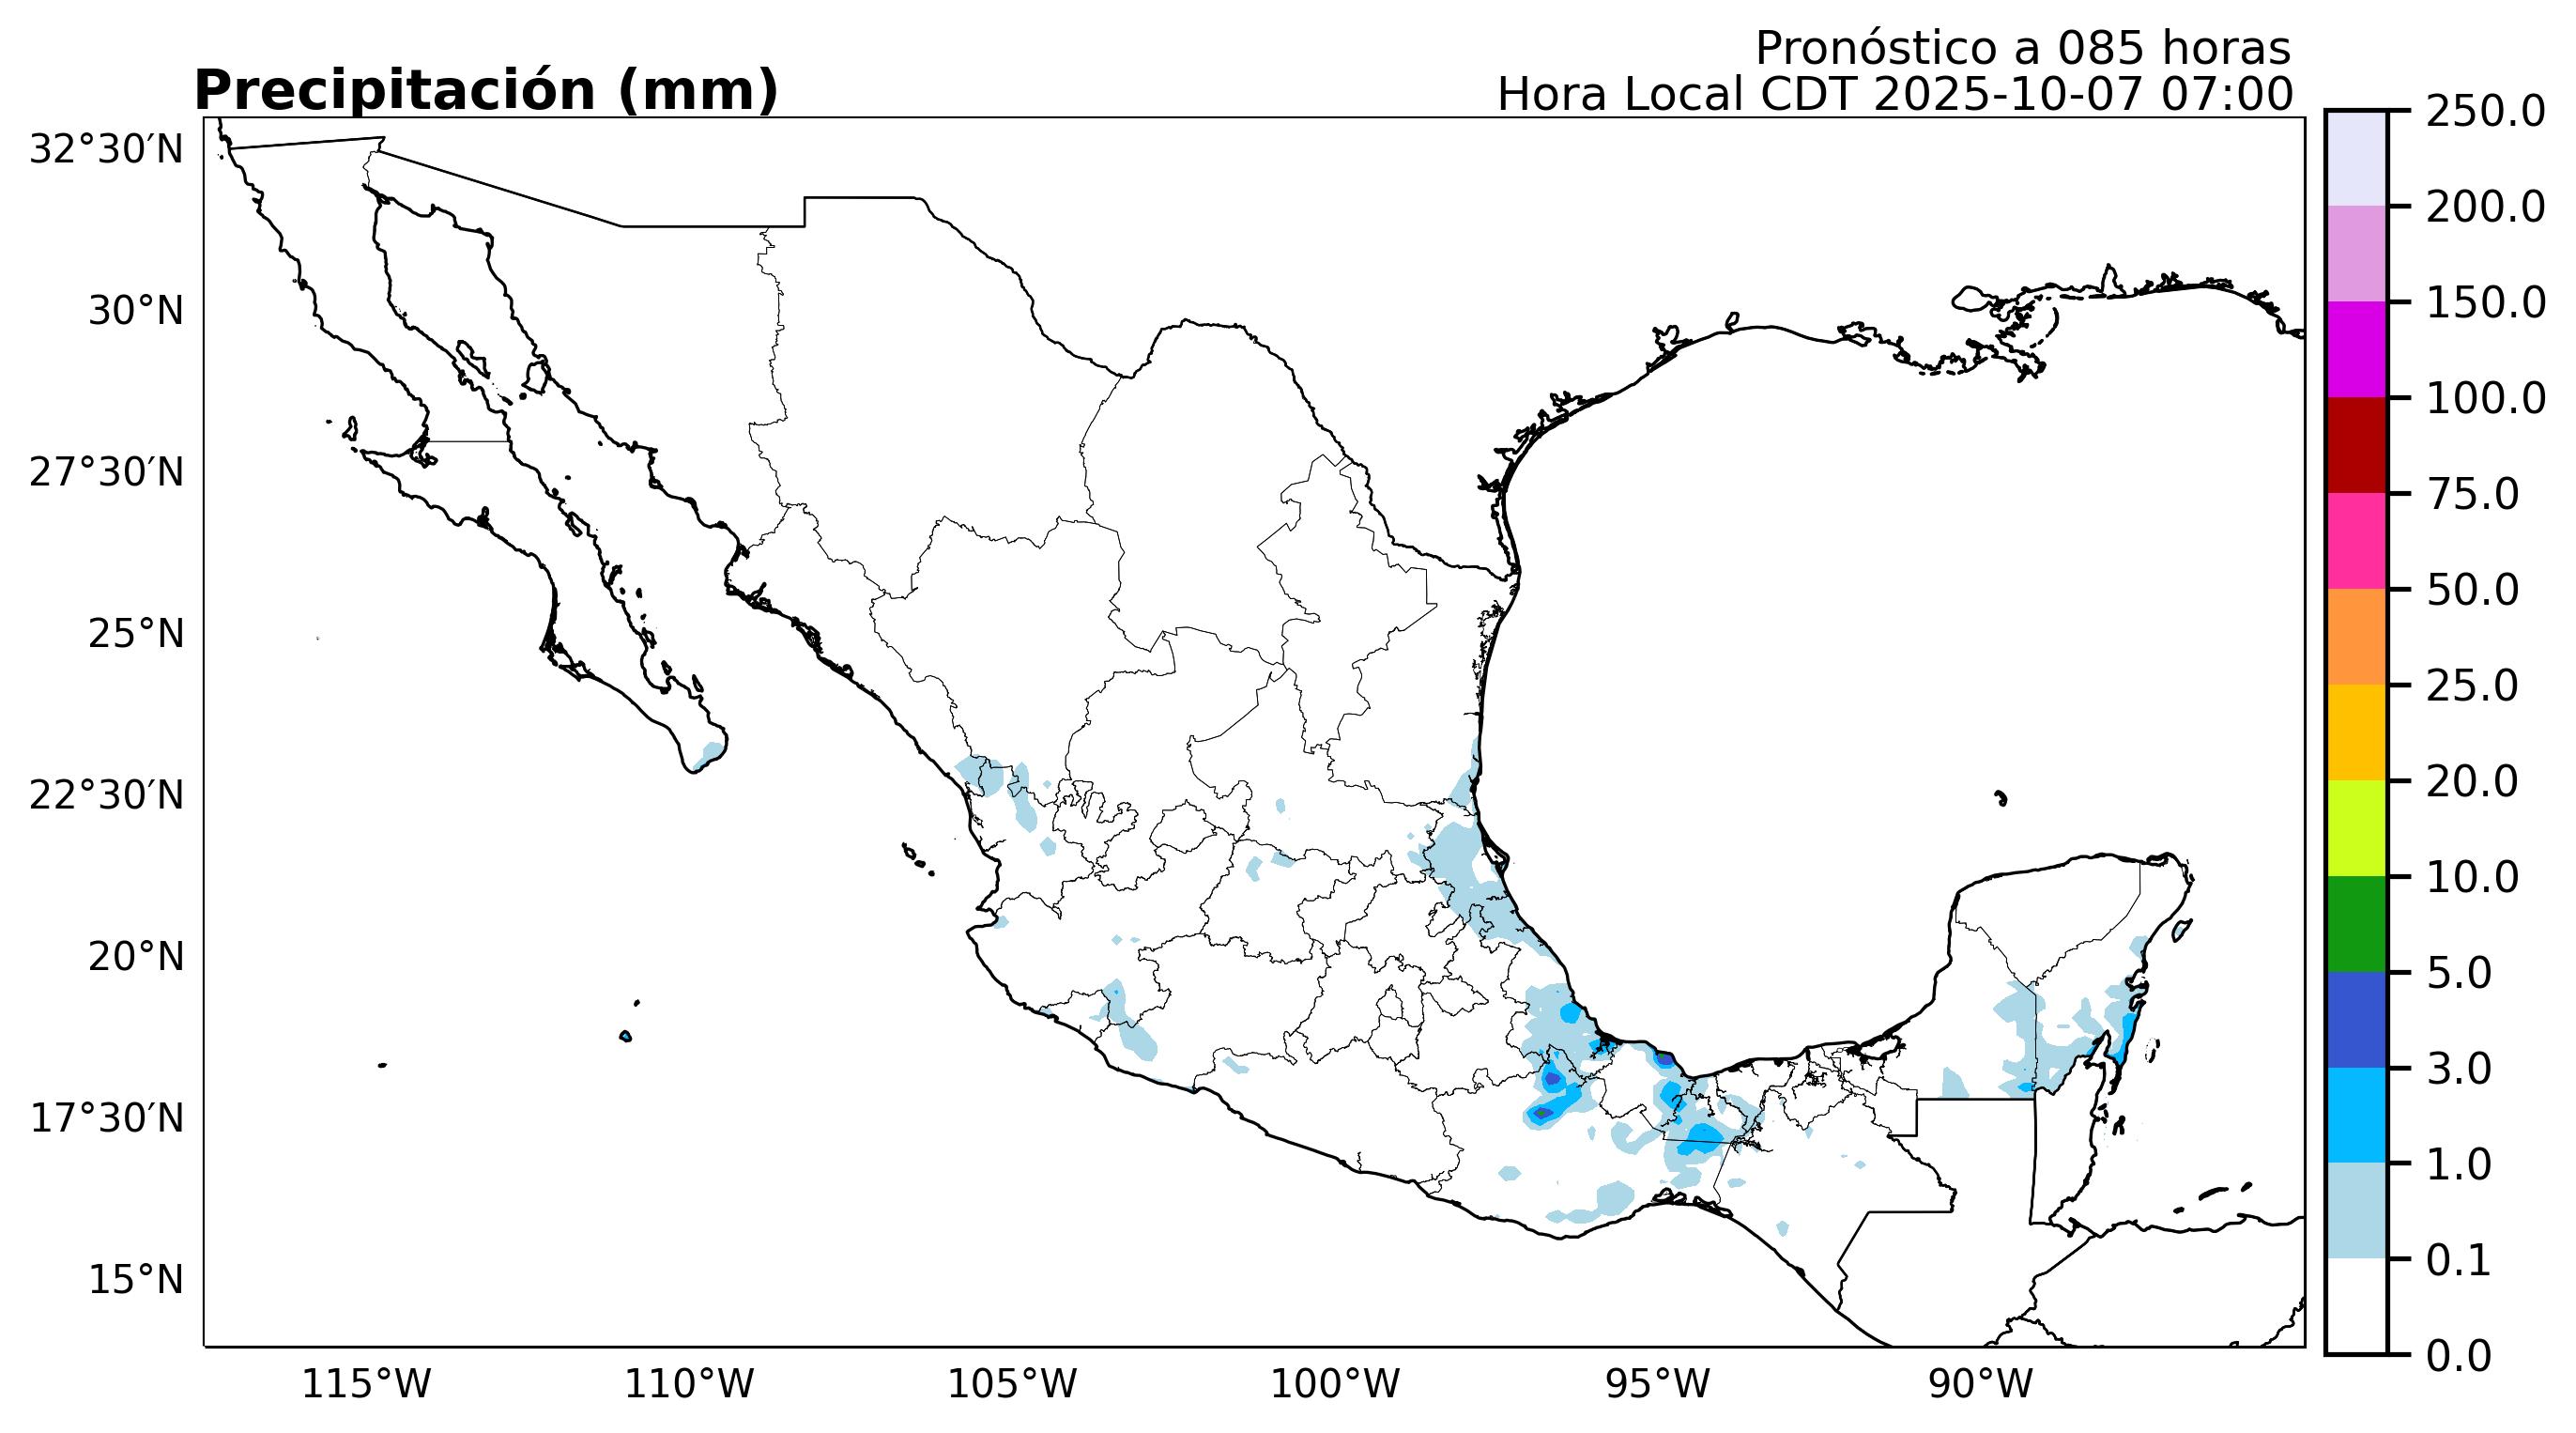 Pronóstico a 085 horas
Precipitación (mm)
Hora Local CDT 2025-10-07 07:00
32°30′N
30°N
27°30′N
25°N
22°30′N
20°N
17°30′N
15°N
115°W
110°W
105°W
100°W
95°W
90°W
250.0
200.0
150.0
100.0
75.0
50.0
25.0
20.0
10.0
5.0
3.0
1.0
0.1
0.0